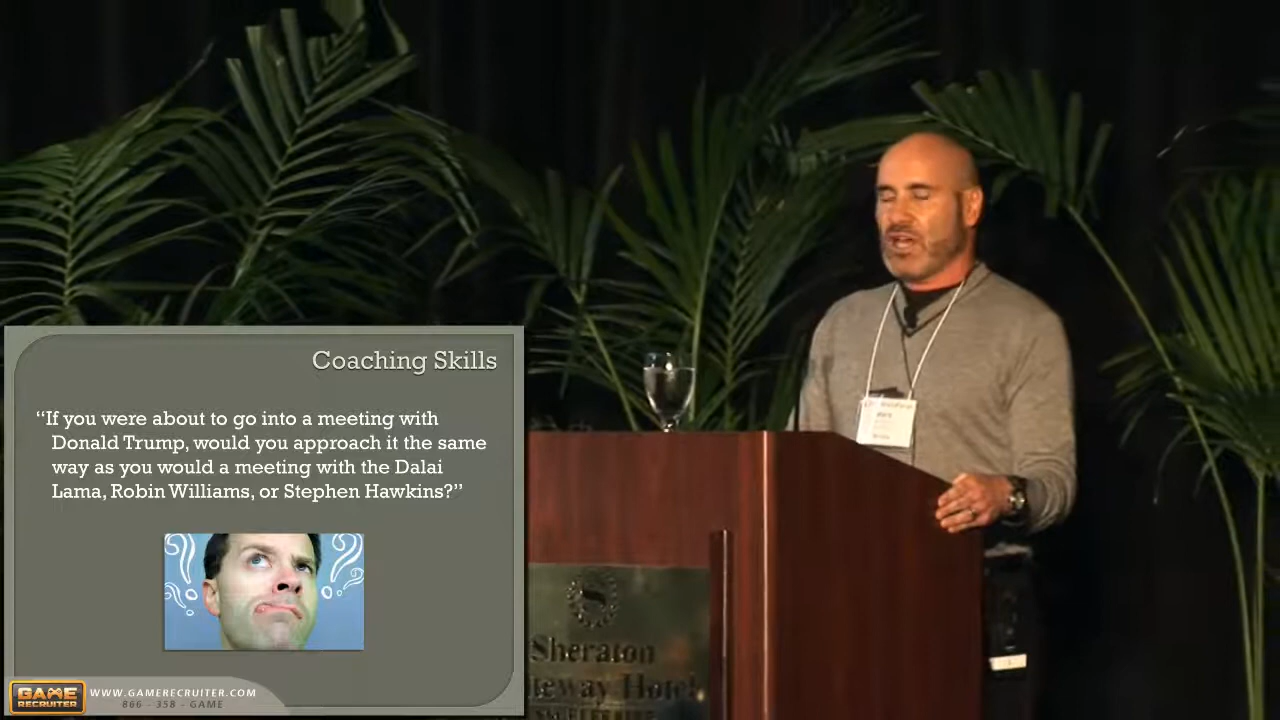 Coaching Skills
“If you were about to go into a meeting with
Donald Trump, would you approach it the same
way as you would a meeting with the Dalai
Lama, Robin Williams, or Stephen Hawkins?”
GAME
RECRUITER
WWW.GAMERECRUITER.COM
866 - 358 - GAME
Sheraton
Hotel